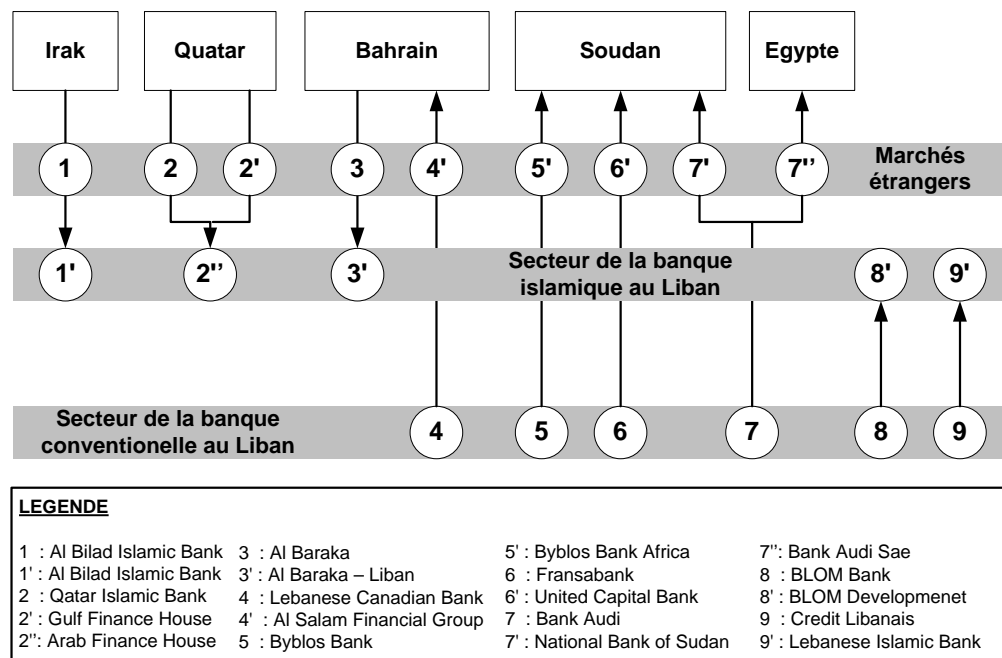 Irak
Quatar
Bahrain
Soudan
Egypte
1
2
2'
3
4'
5'
6'
7'
7''
Marchés
étrangers
1'
2''
3'
Secteur de la banque
islamique au Liban
8'
9'
Secteur de la banque
conventionelle au Liban
4
5
6
7
8
9
LEGENDE
1 : Al Bilad Islamic Bank
1' : Al Bilad Islamic Bank
2 : Qatar Islamic Bank
2' : Gulf Finance House
2'': Arab Finance House
3 : Al Baraka
3' : Al Baraka – Liban
4 : Lebanese Canadian Bank
4' : Al Salam Financial Group
5 : Byblos Bank
5' : Byblos Bank Africa
6 : Fransabank
6' : United Capital Bank
7 : Bank Audi
7' : National Bank of Sudan
7'': Bank Audi Sae
8 : BLOM Bank
8' : BLOM Developmenet
9 : Credit Libanais
9' : Lebanese Islamic Bank